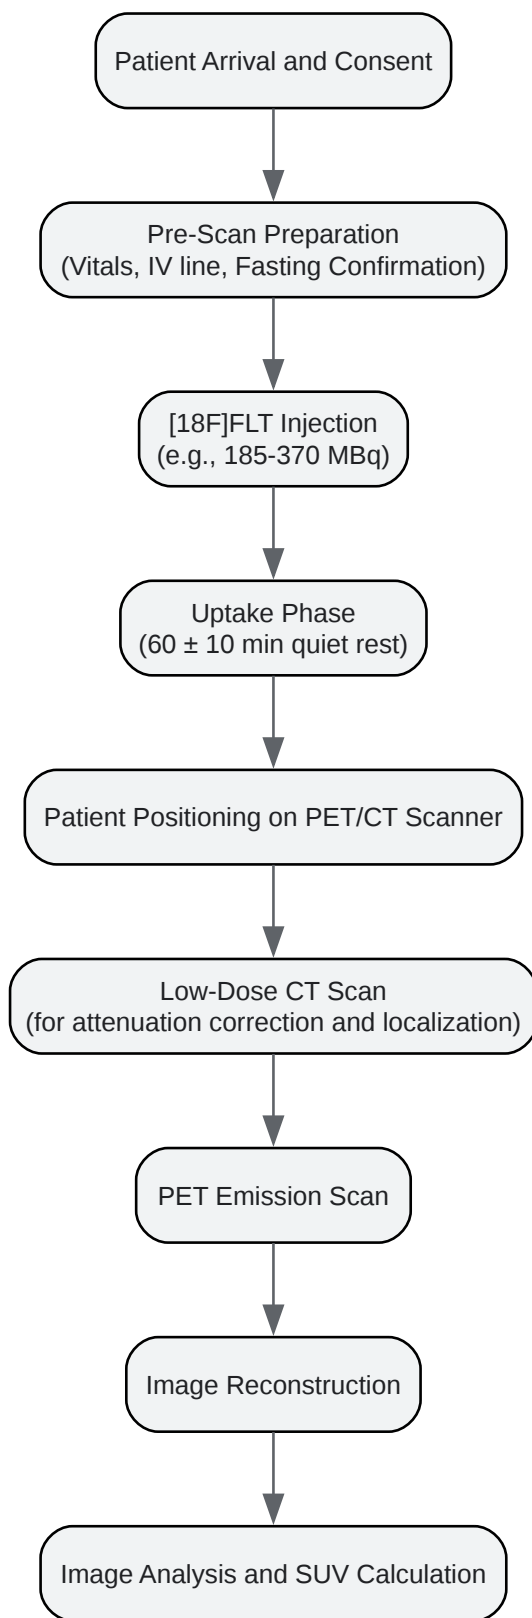 Patient Arrival and Consent
Pre-Scan Preparation
(Vitals, IV line, Fasting Confirmation)
[18F]FLT Injection
(e.g., 185-370 MBq)
Uptake Phase
(60 ± 10 min quiet rest)
Patient Positioning on PET/CT Scanner
Low-Dose CT Scan
(for attenuation correction and localization)
PET Emission Scan
Image Reconstruction
Image Analysis and SUV Calculation